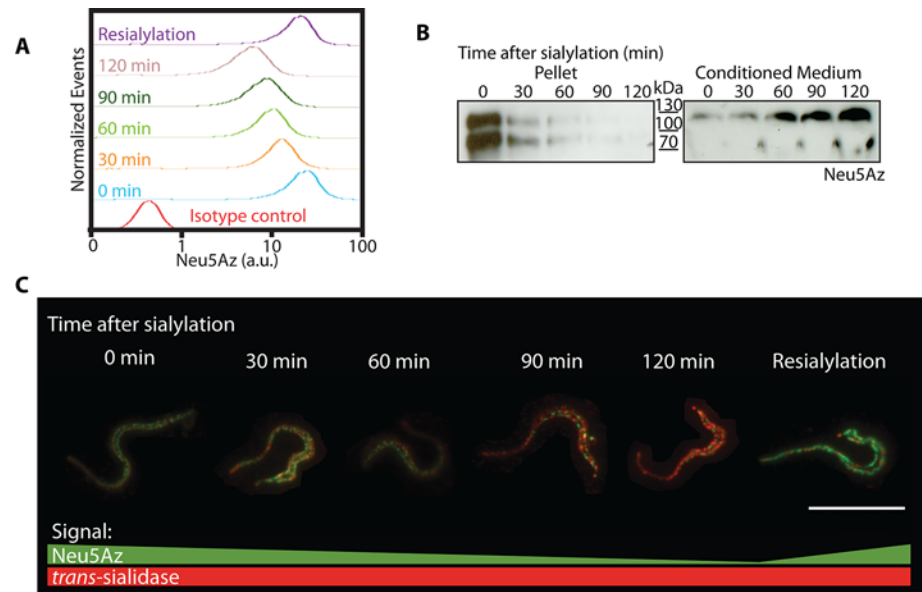 A
Normalized Events
Resialylation
120 min
90 min
60 min
30 min
0 min
Isotype control
0 1 10 100
Neu5Az (a.u.)
B
Time after sialylation (min)
Pellet
0 30 60 90 120
kDa
130
100
70
Conditioned Medium
0 30 60 90 120
Neu5Az
C
Time after sialylation
0 min 30 min 60 min 90 min 120 min Resialylation
Signal:
Neu5Az
trans-sialidase